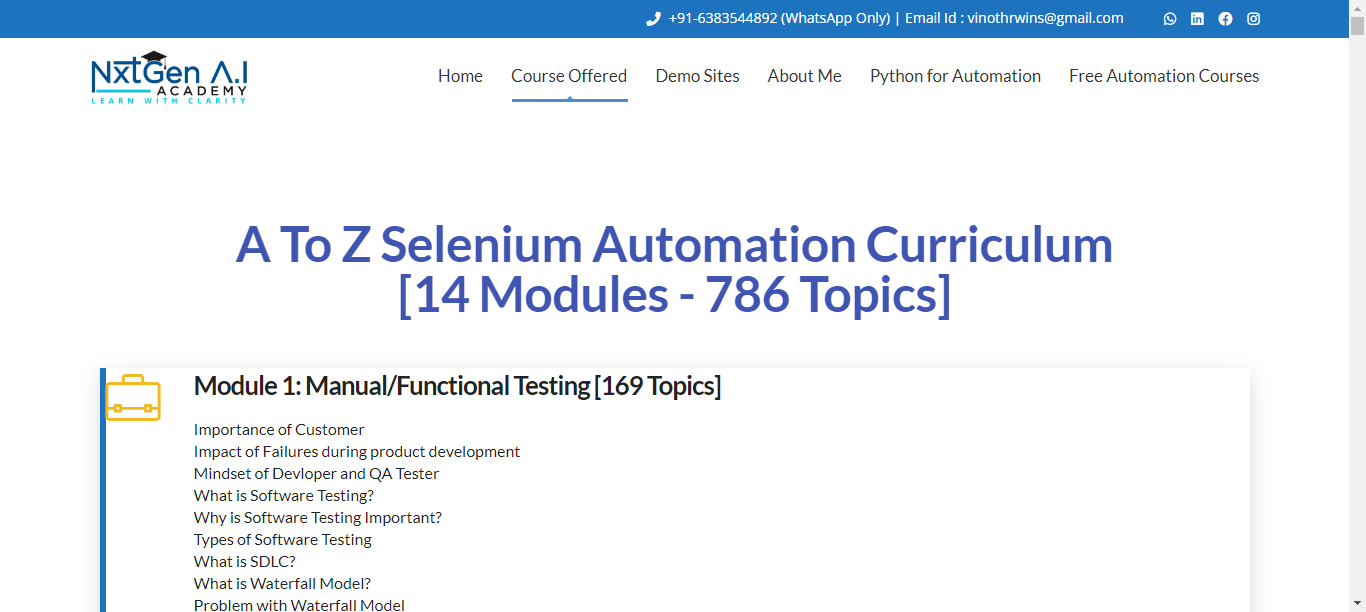 +91-6383544892 (WhatsApp Only) | Email Id : vinothrwins@gmail.com
NxtGen A.I
ACADEMY
LEARN WITH CLARITY
Home Course Offered Demo Sites About Me Python for Automation Free Automation Courses
A To Z Selenium Automation Curriculum
[14 Modules - 786 Topics]
Module 1: Manual/Functional Testing [169 Topics]
Importance of Customer
Impact of Failures during product development
Mindset of Devloper and QA Tester
What is Software Testing?
Why is Software Testing Important?
Types of Software Testing
What is SDLC?
What is Waterfall Model?
Problem with Waterfall Model